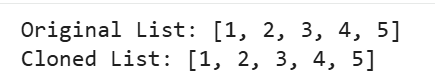 Original List: [1, 2, 3, 4, 5]
Cloned List: [1, 2, 3, 4, 5]